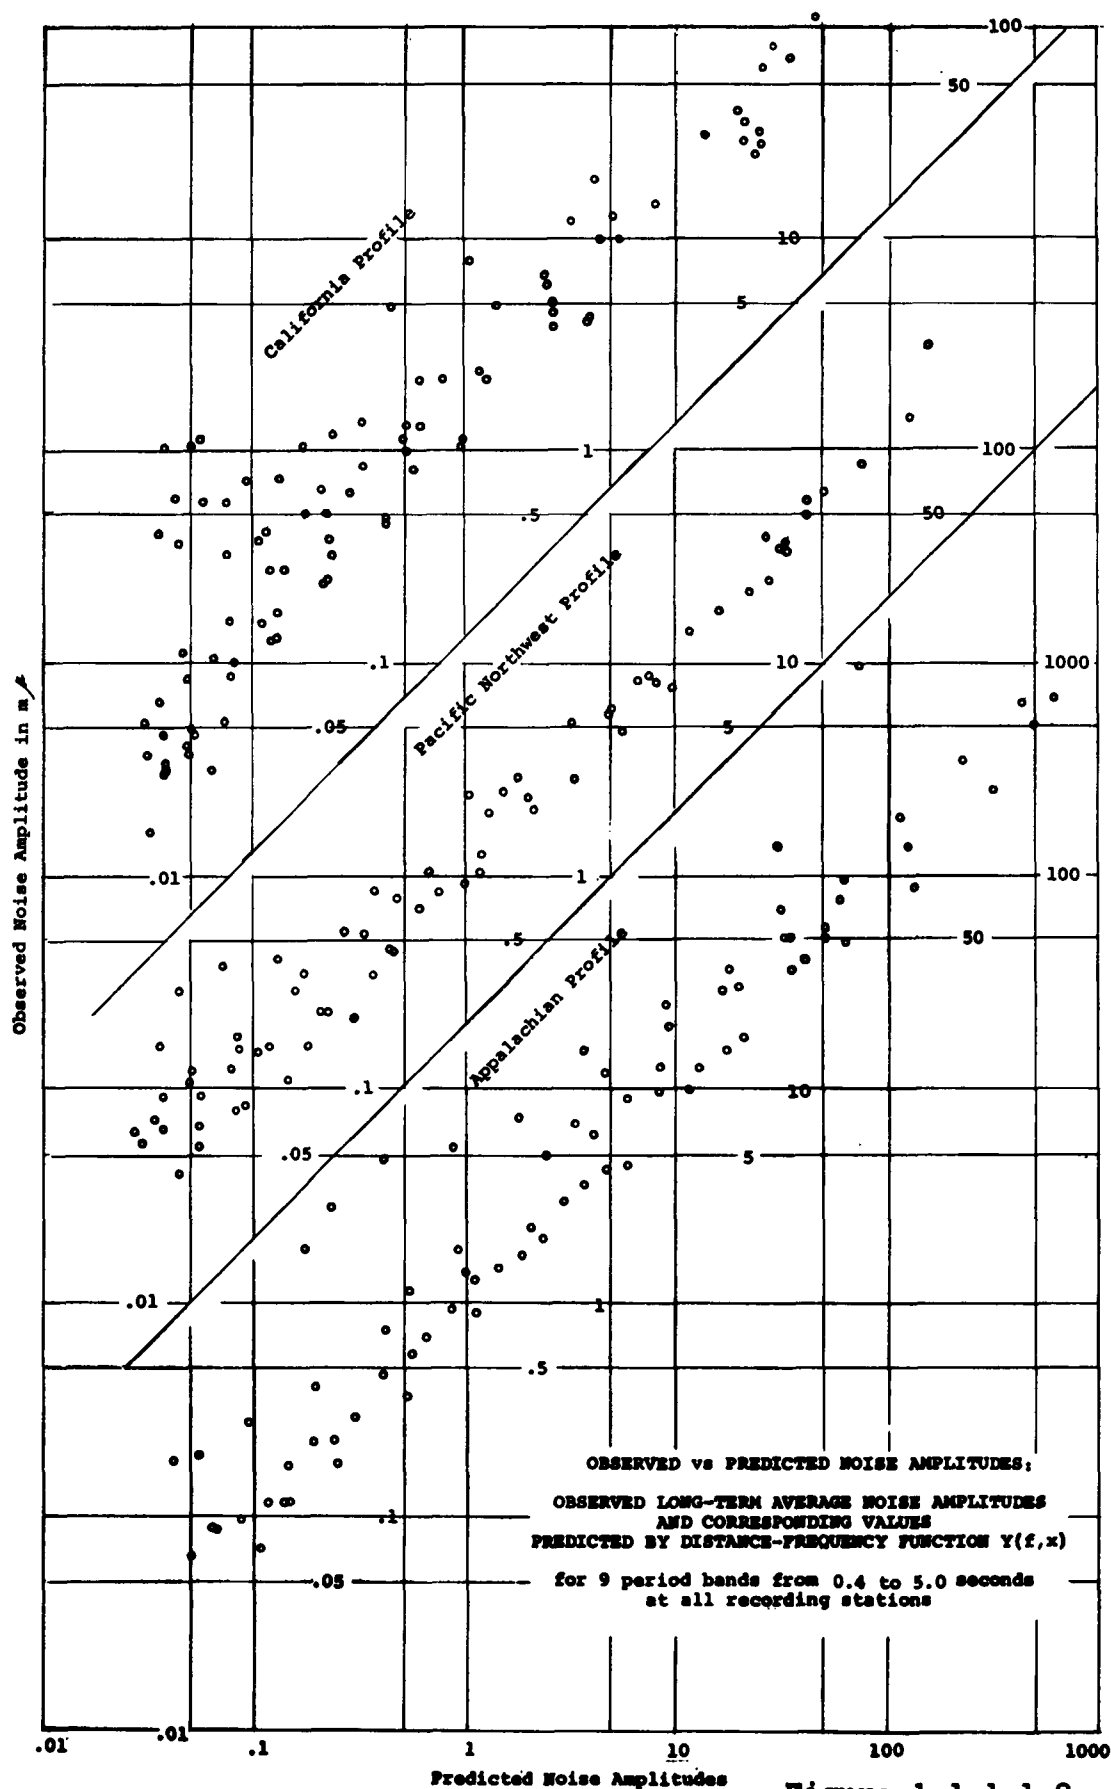 100
50
10
California Profile
5
1
100
.5
50
Pacific Northwest Profile
.1
10
1000
.05
5
.01
1
100
.5
50
Appalachian Profile
.1
10
.05
5
.01
1
.5
OBSERVED vs PREDICTED NOISE AMPLITUDES;
OBSERVED LONG-TERM AVERAGE NOISE AMPLITUDES
AND CORRESPONDING VALUES
PREDICTED BY DISTANCE-FREQUENCY FUNCTION Y(f,x)
.1
for 9 period bands from 0.4 to 5.0 seconds
at all recording stations
.05
.01
.01 .1 1 10 100 1000
Predicted Noise Amplitudes
Observed Noise Amplitude in mμ